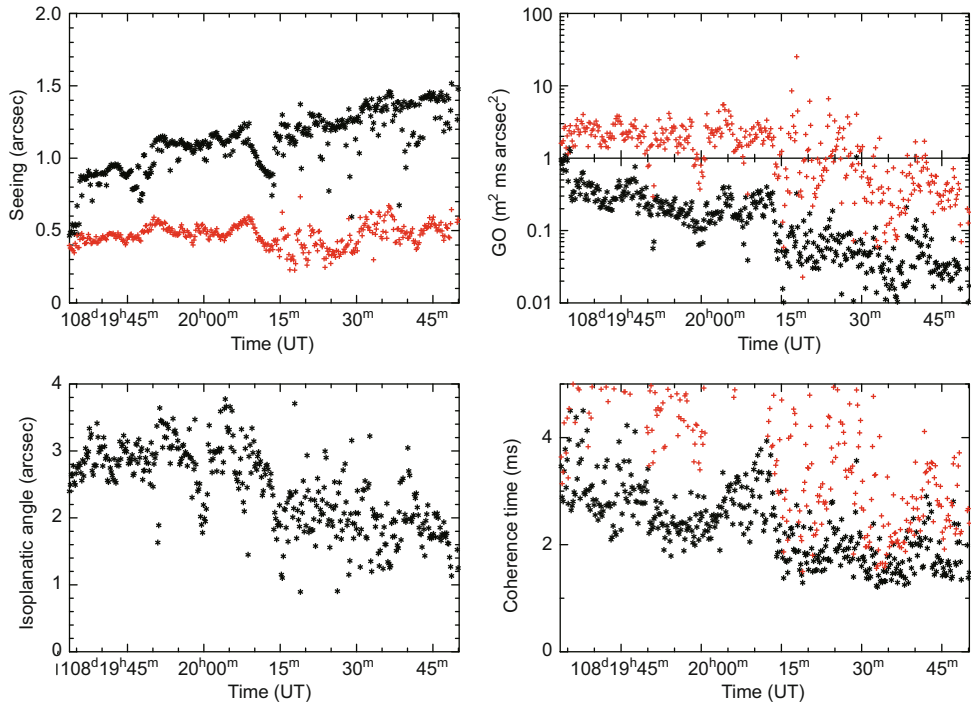 2.0
1.5
1.0
0.5
0
Seeing (arcsec)
108ᵈ19ʰ45ᵐ 20ʰ00ᵐ 15ᵐ 30ᵐ 45ᵐ
Time (UT)
100
10
1
0.1
0.01
GO (m² ms arcsec²)
108ᵈ19ʰ45ᵐ 20ʰ00ᵐ 15ᵐ 30ᵐ 45ᵐ
Time (UT)
4
3
2
1
0
Isoplanatic angle (arcsec)
108ᵈ19ʰ45ᵐ 20ʰ00ᵐ 15ᵐ 30ᵐ 45ᵐ
Time (UT)
4
2
0
Coherence time (ms)
108ᵈ19ʰ45ᵐ 20ʰ00ᵐ 15ᵐ 30ᵐ 45ᵐ
Time (UT)